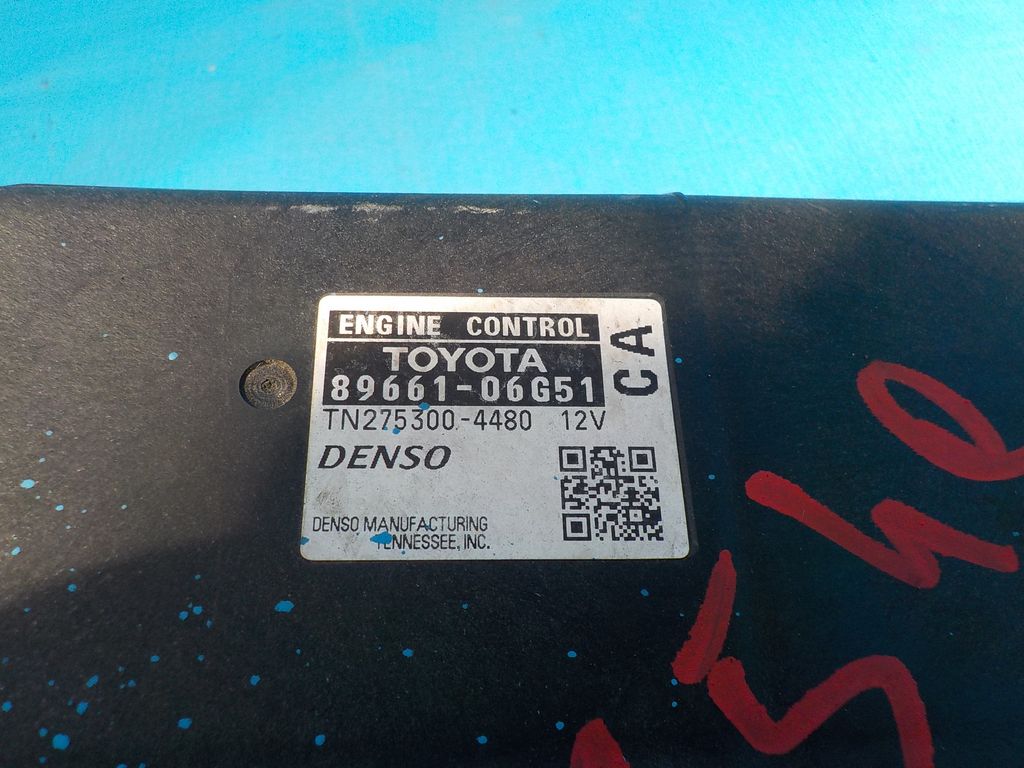 ENGINE CONTROL
TOYOTA
89661-06G51
CA
TN275300-4480 12V
DENSO
DENSO MANUFACTURING
TENNESSEE, INC.